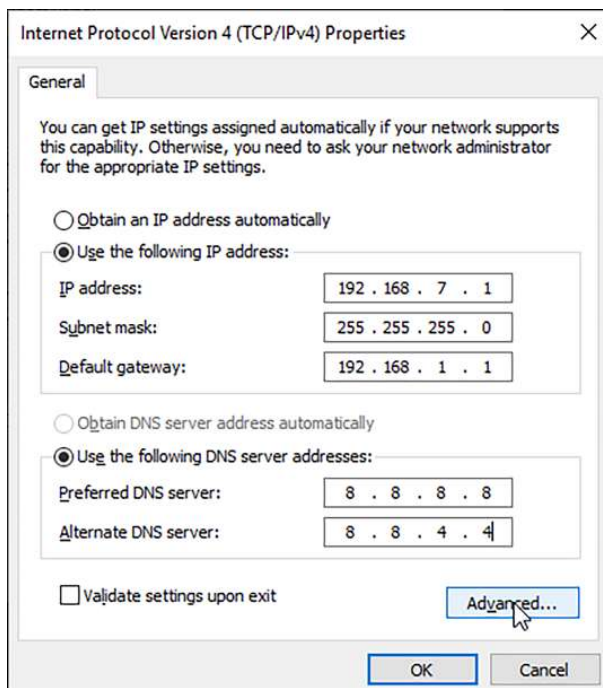 Internet Protocol Version 4 (TCP/IPv4) Properties
General
You can get IP settings assigned automatically if your network supports
this capability. Otherwise, you need to ask your network administrator
for the appropriate IP settings.
Obtain an IP address automatically
Use the following IP address:
IP address: 192 . 168 . 7 . 1
Subnet mask: 255 . 255 . 255 . 0
Default gateway: 192 . 168 . 1 . 1
Obtain DNS server address automatically
Use the following DNS server addresses:
Preferred DNS server: 8 . 8 . 8 . 8
Alternate DNS server: 8 . 8 . 4 . 4
Validate settings upon exit
Advanced...
OK Cancel